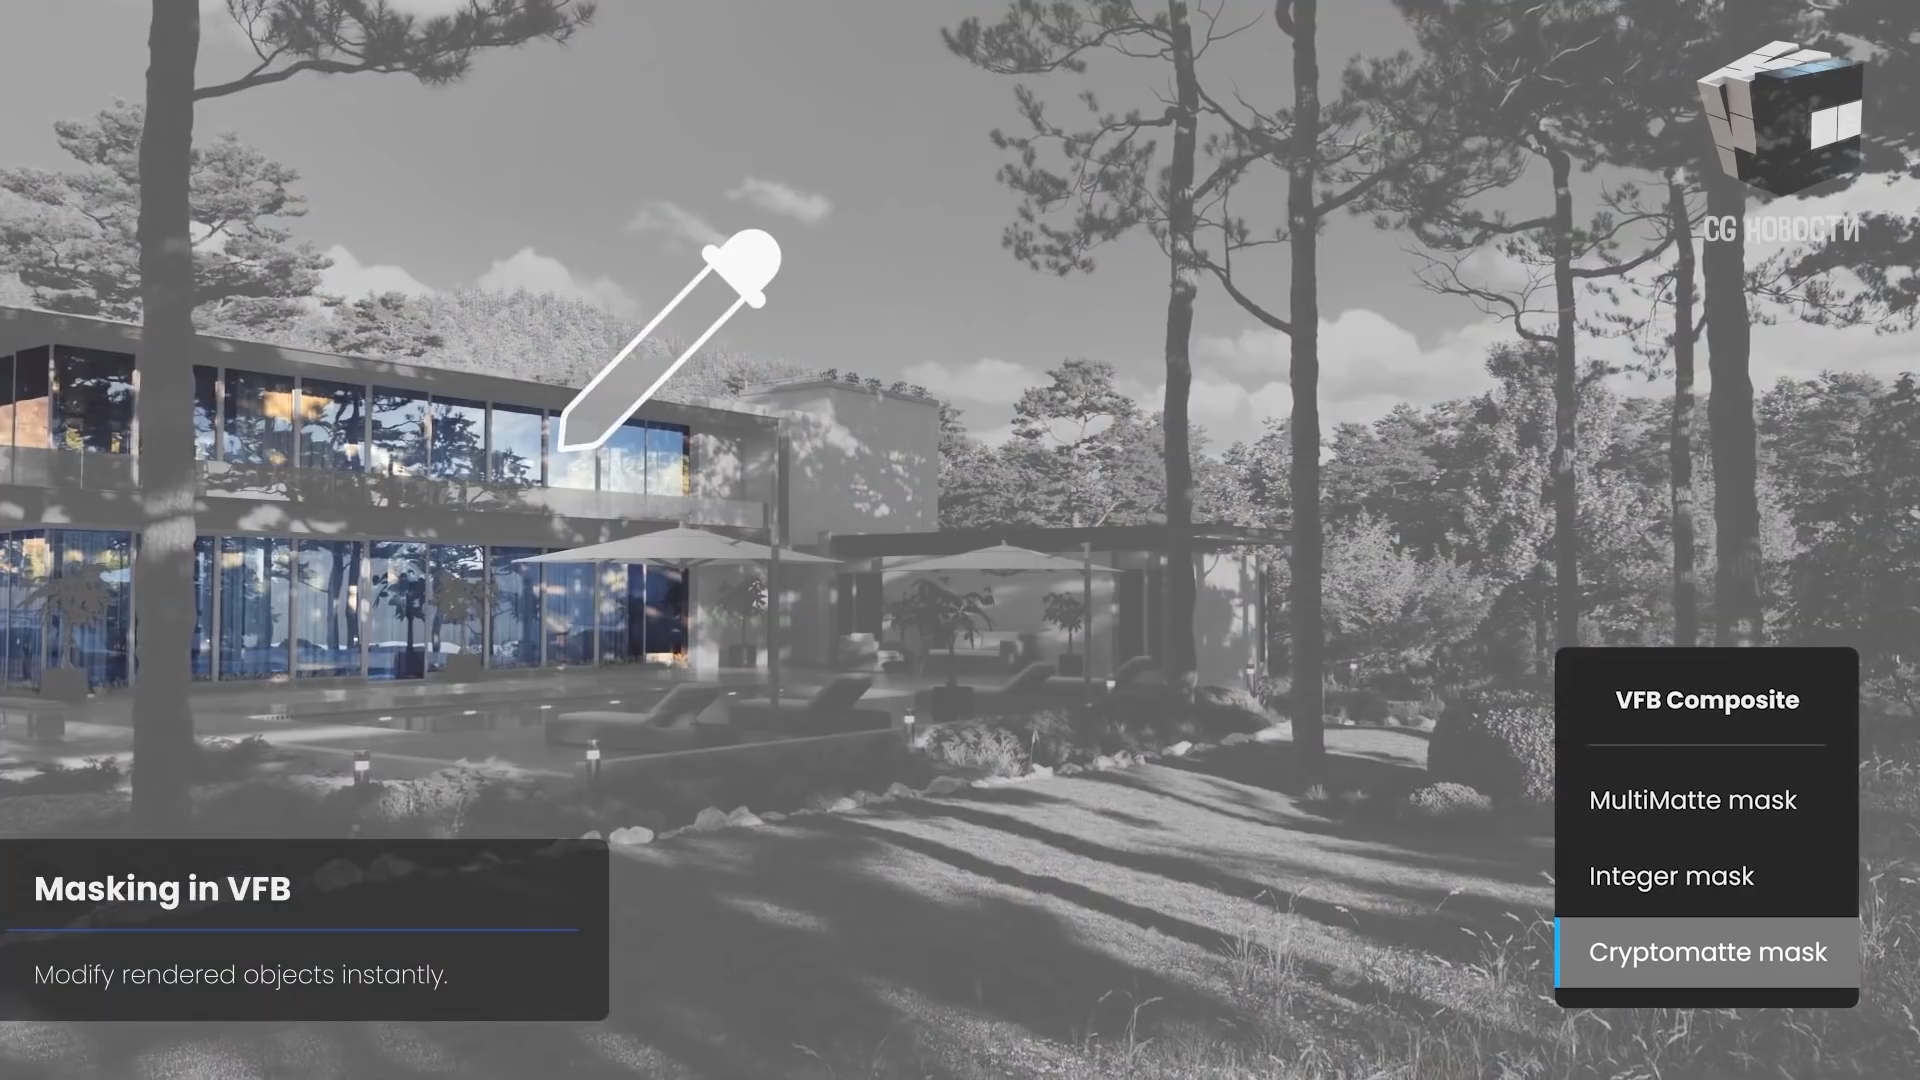 CG НОВОСТИ
VFB Composite
MultiMatte mask
Integer mask
Cryptomatte mask
Masking in VFB
Modify rendered objects instantly.